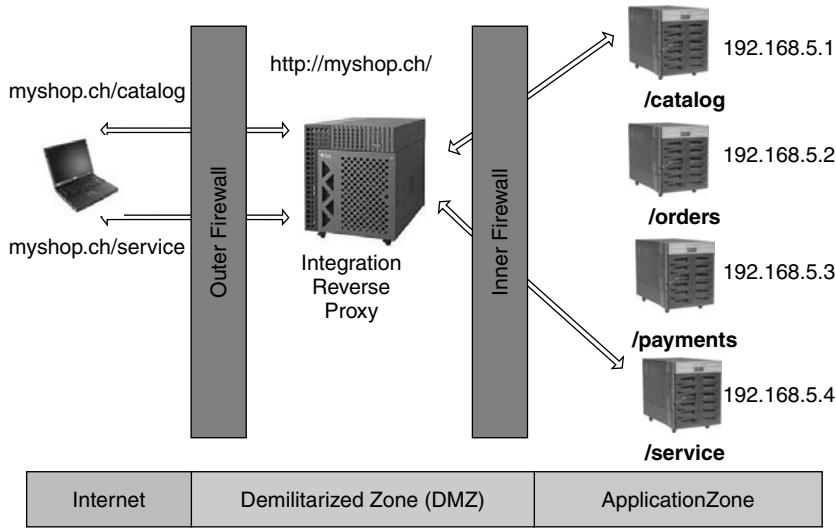 http://myshop.ch/
192.168.5.1
myshop.ch/catalog
/catalog
192.168.5.2
/orders
myshop.ch/service
Outer Firewall
Integration
Reverse
Proxy
Inner Firewall
192.168.5.3
/payments
192.168.5.4
/service
Internet
Demilitarized Zone (DMZ)
ApplicationZone